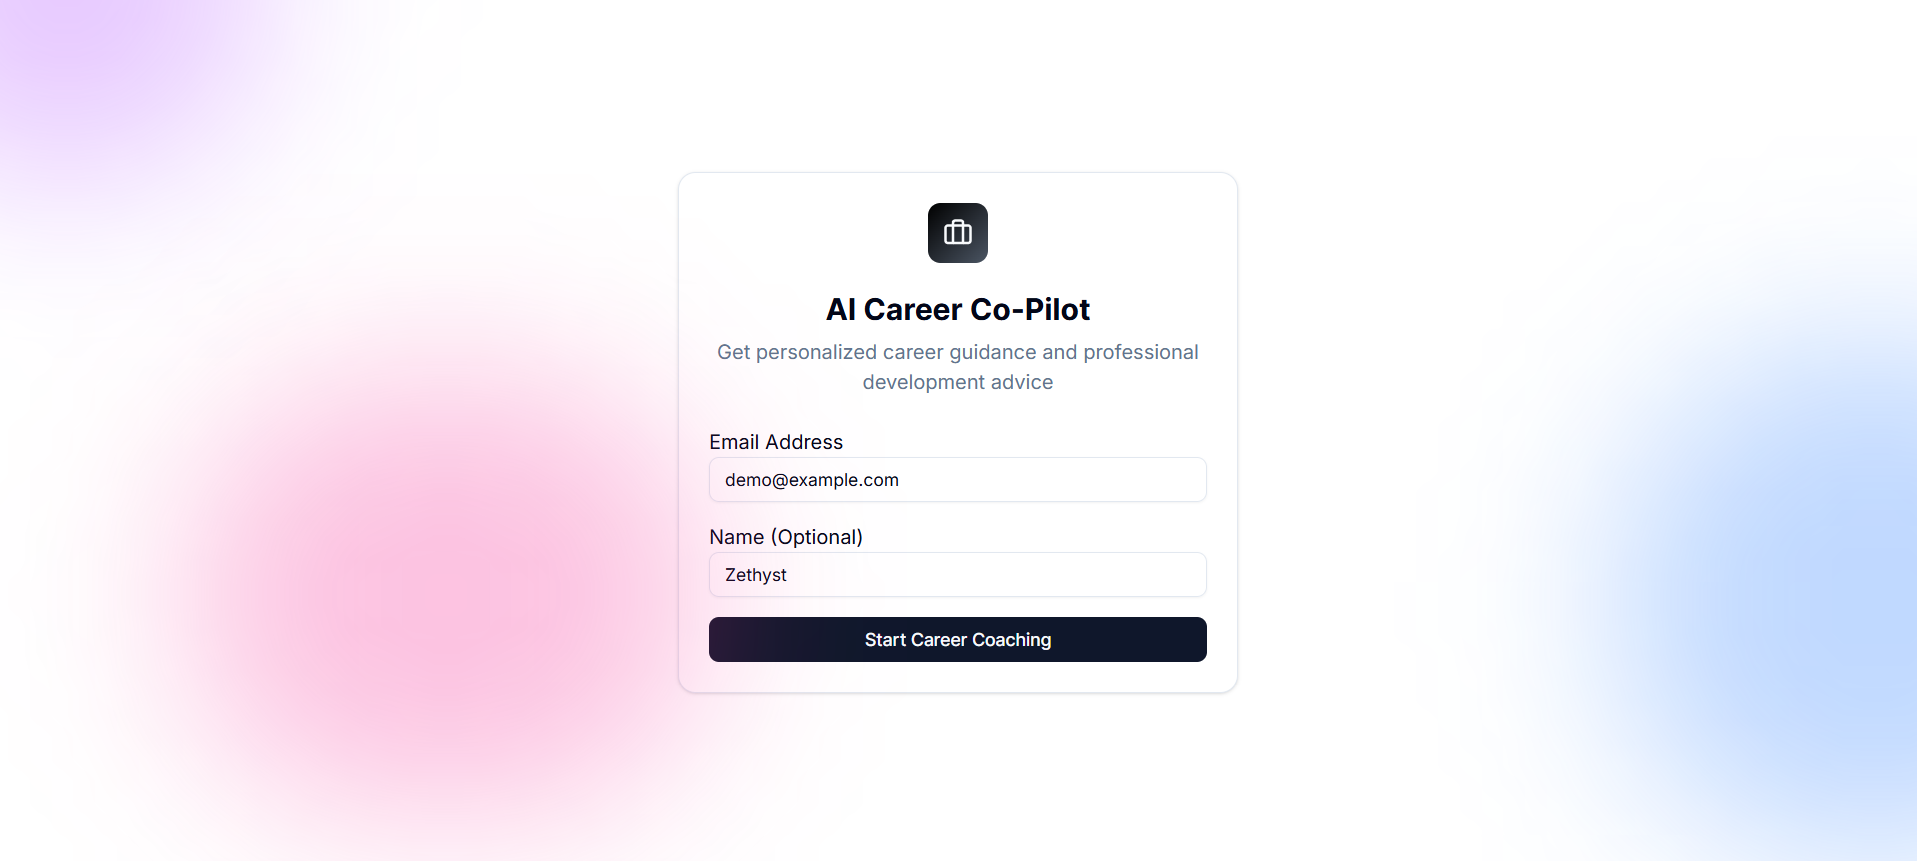 AI Career Co-Pilot
Get personalized career guidance and professional
development advice
Email Address
demo@example.com
Name (Optional)
Zethyst
Start Career Coaching